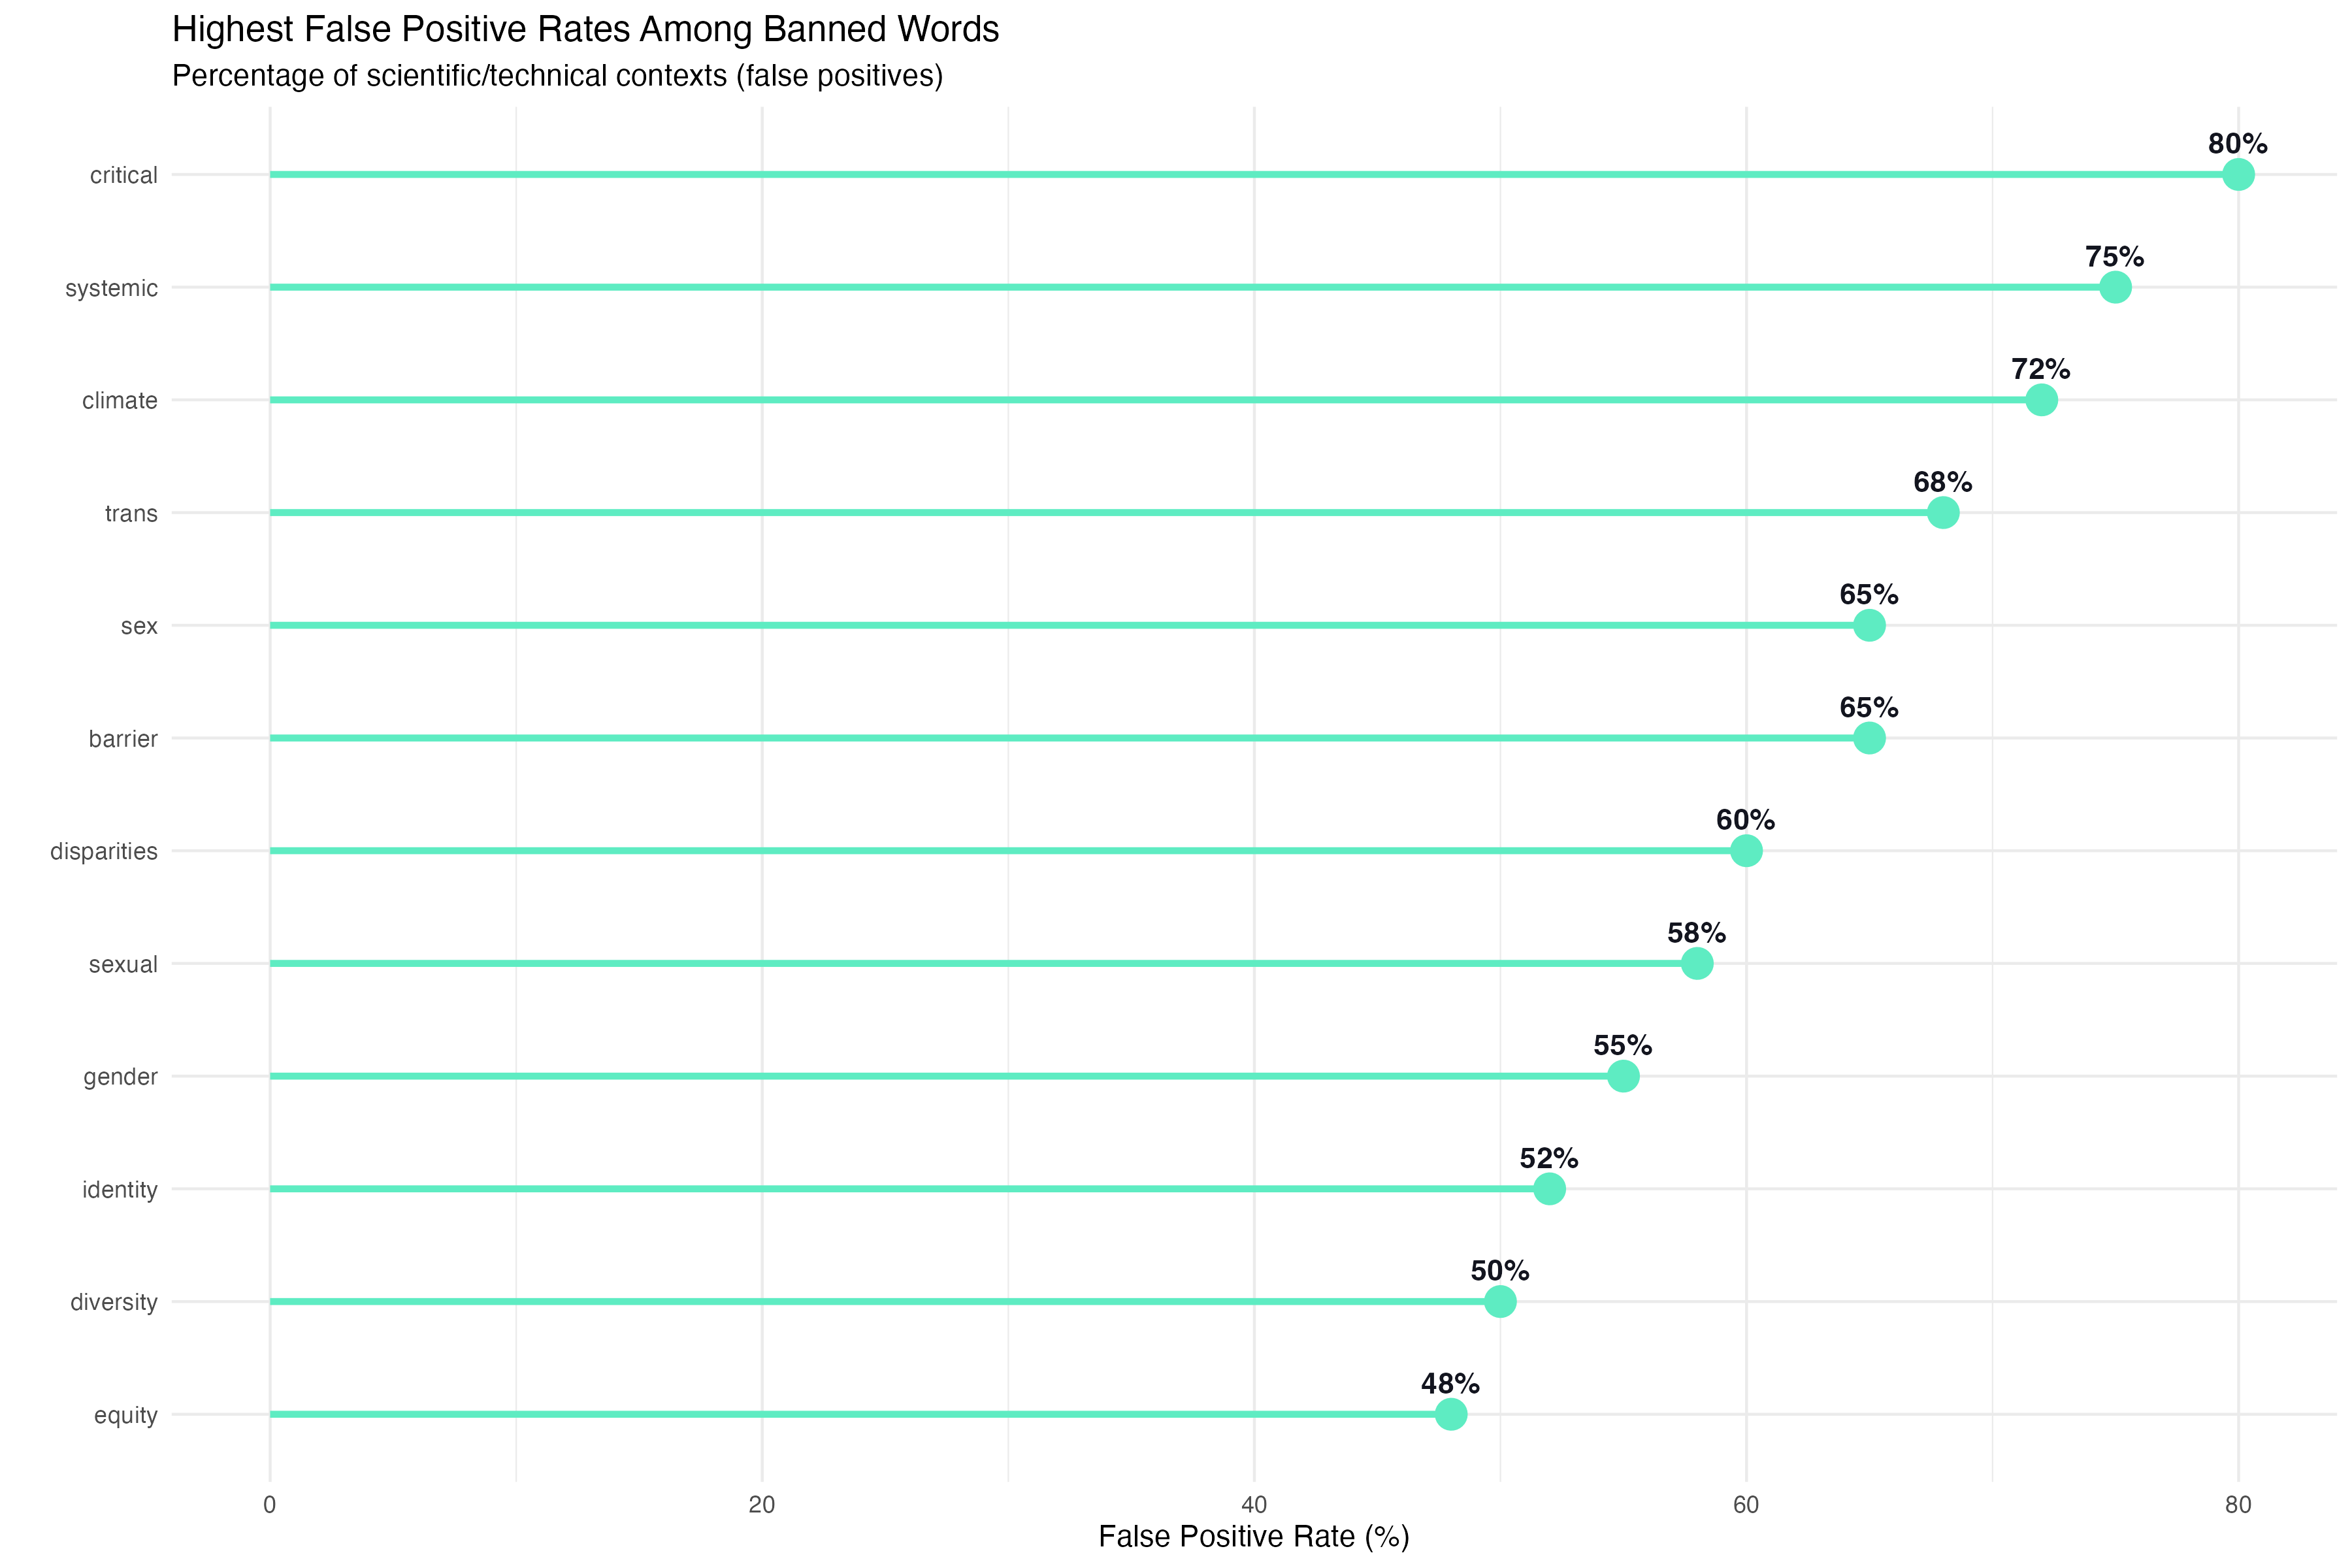 Highest False Positive Rates Among Banned Words
Percentage of scientific/technical contexts (false positives)
critical 80%
systemic 75%
climate 72%
trans 68%
sex 65%
barrier 65%
disparities 60%
sexual 58%
gender 55%
identity 52%
diversity 50%
equity 48%
0 20 40 60 80
False Positive Rate (%)